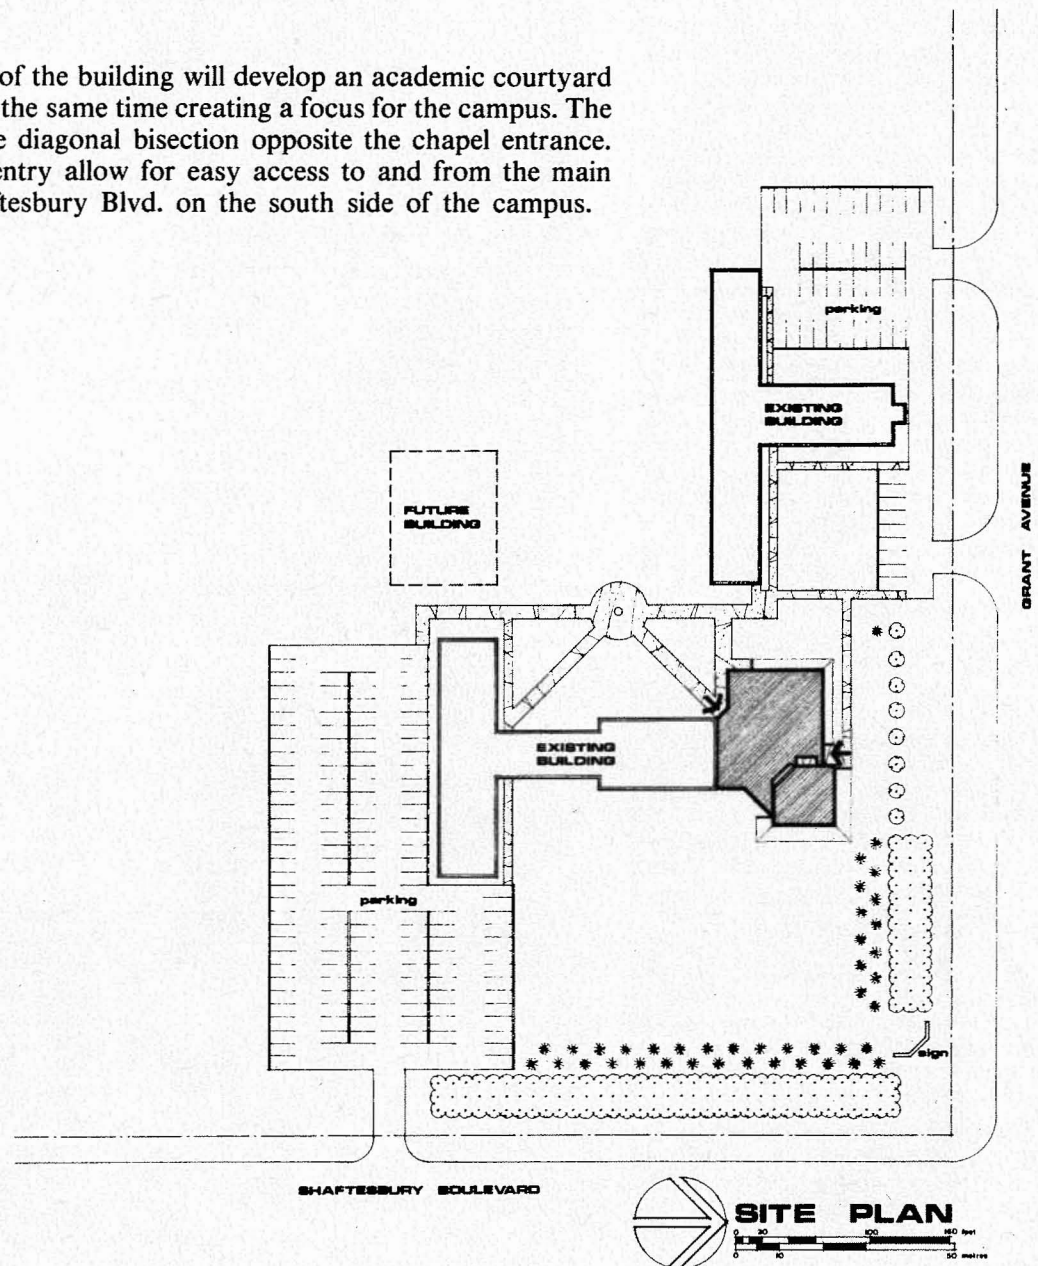 of the building will develop an academic courtyard
the same time creating a focus for the campus. The
diagonal bisection opposite the chapel entrance.
entry allow for easy access to and from the main
tesbury Blvd. on the south side of the campus.
parking
EXISTING
BUILDING
GRANT AVENUE
FUTURE
BUILDING
EXISTING
BUILDING
parking
sign
SHAFTESBURY BOULEVARD
SITE PLAN
0 20 100 160 feet
0 10 50 metres